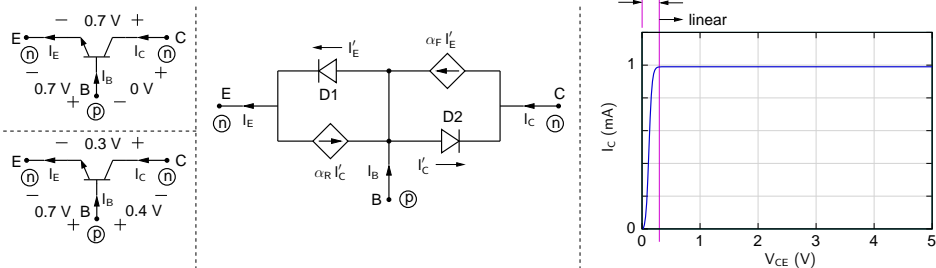 − 0.7 V +
E C
n I_E I_C n
− I_B +
0.7 V B 0 V
+ p −
− 0.3 V +
E C
n I_E I_C n
− I_B −
0.7 V B 0.4 V
+ p +
I′_E α_F I′_E
D1
E C
n I_E D2 I_C n
α_R I′_C I_B I′_C
B p
linear
1
I_C (mA)
0
0 1 2 3 4 5
V_CE (V)